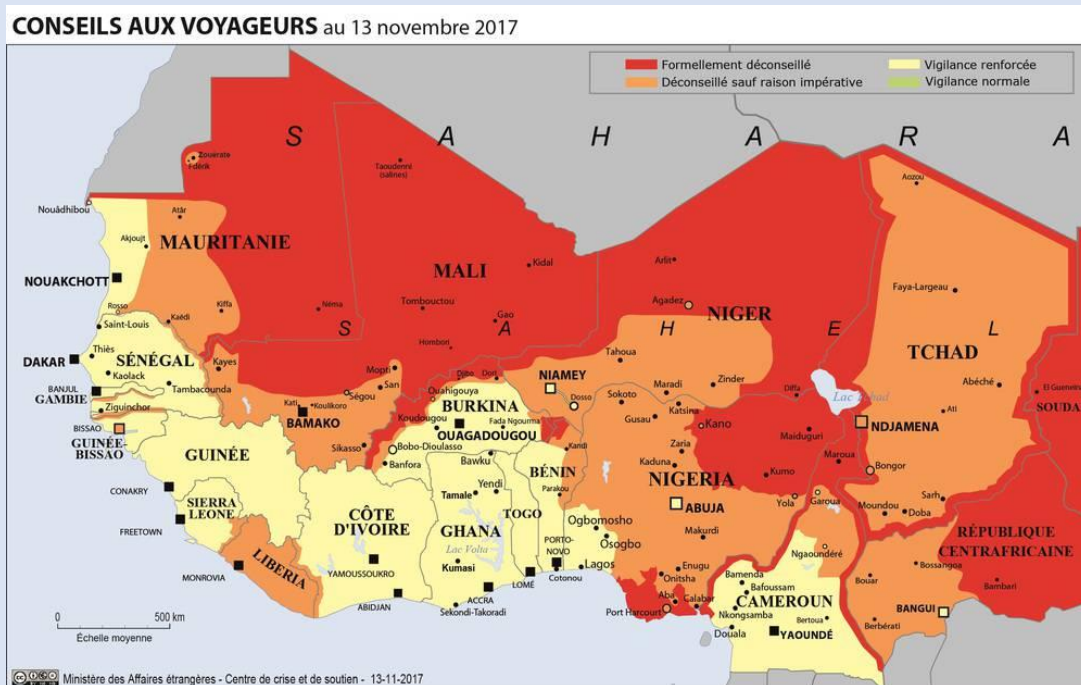 CONSEILS AUX VOYAGEURS au 13 novembre 2017
Formellement déconseillé
Vigilance renforcée
Déconseillé sauf raison impérative
Vigilance normale
S A H A R A
Zouerate
Fdérik
Taoudenni
(salines)
Aozou
Nouâdhibou
Atâr
Akjoujt
MAURITANIE
MALI
Kidal
Arlit
NOUAKCHOTT
Faya-Largeau
Rosso
Kiffa
Néma
Tombouctou
Agadez
NIGER
Saint-Louis
Kaédi
Gao
S A H E L
DAKAR
Thiès
SÉNÉGAL
Kayes
Hombori
Tahoua
TCHAD
Kaolack
Mopti
Djibo
Dori
NIAMEY
Zinder
Abéché
BANJUL
GAMBIE
Tambacounda
San
Ségou
Ouahigouya
Dosso
Maradi
Diffa
Lac Tchad
Ziguinchor
Kati
Koulikoro
BAMAKO
Koudougou
BURKINA
Sokoto
Katsina
Ati
SOUDA
BISSAO
GUINÉE-
BISSAO
OUAGADOUGOU
Fada Ngourma
Gusau
Kano
NDJAMENA
GUINÉE
Sikasso
Bobo-Dioulasso
Kandi
Zaria
Maiduguri
Banfora
Bawku
BÉNIN
Kaduna
Kumo
Maroua
Bongor
CONAKRY
Yendi
Tamale
Parakou
NIGERIA
Yola
Garoua
Sarh
SIERRA
LEONE
CÔTE
D'IVOIRE
GHANA
TOGO
ABUJA
Moundou
Doba
FREETOWN
Ogbomosho
Osogbo
Makurdi
RÉPUBLIQUE
CENTRAFRICAINE
LIBERIA
Lac Volta
PORTO-
NOVO
Ngaoundéré
Bossangoa
YAMOUSSOUKRO
Kumasi
Cotonou
Lagos
Enugu
Onitsha
Bamenda
Bafoussam
Bouar
Bambari
MONROVIA
LOMÉ
Aba
Calabar
CAMEROUN
ABIDJAN
ACCRA
Sekondi-Takoradi
Port Harcourt
Nkongsamba
Bertoua
BANGUI
Berbérati
Douala
YAOUNDÉ
0 500 km
Échelle moyenne
Ministère des Affaires étrangères - Centre de crise et de soutien - 13-11-2017